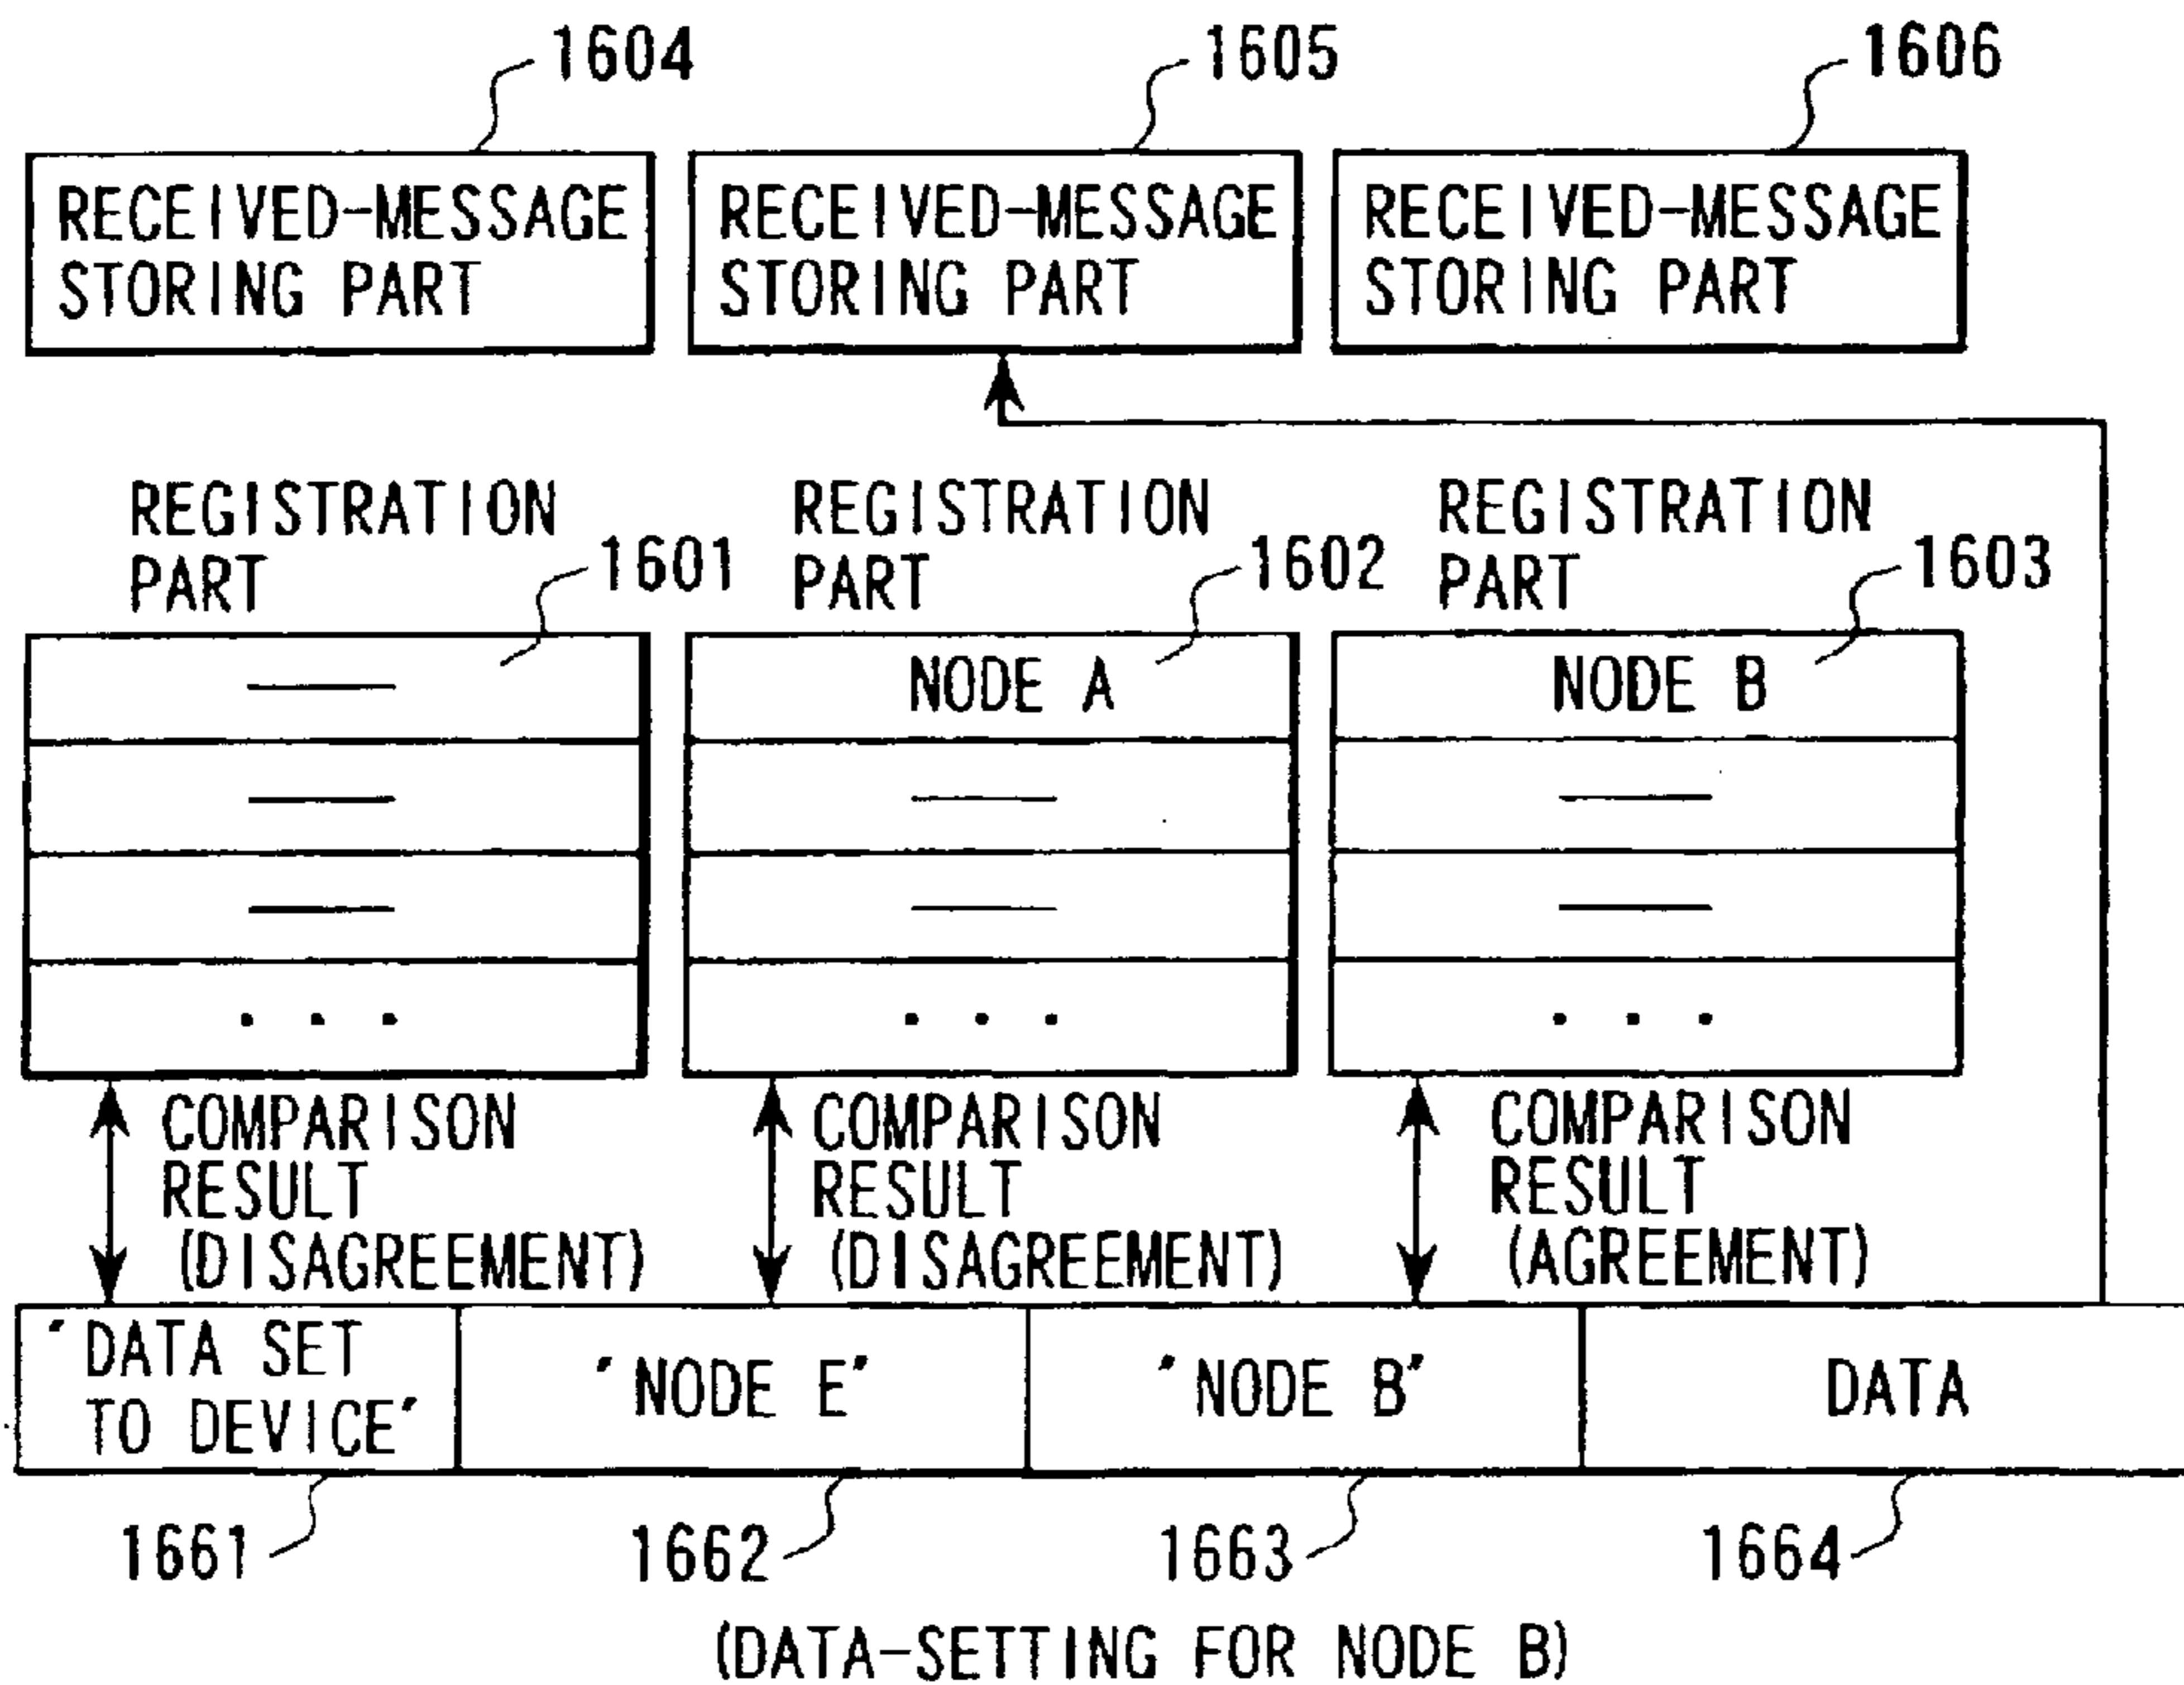 1604 1605 1606
RECEIVED-MESSAGE RECEIVED-MESSAGE RECEIVED-MESSAGE
STORING PART STORING PART STORING PART
REGISTRATION REGISTRATION REGISTRATION
PART 1601 PART 1602 PART 1603
NODE A NODE B
. . . . . . . . .
COMPARISON COMPARISON COMPARISON
RESULT RESULT RESULT
(DISAGREEMENT) (DISAGREEMENT) (AGREEMENT)
'DATA SET
TO DEVICE' 'NODE E' 'NODE B' DATA
1661 1662 1663 1664
(DATA-SETTING FOR NODE B)